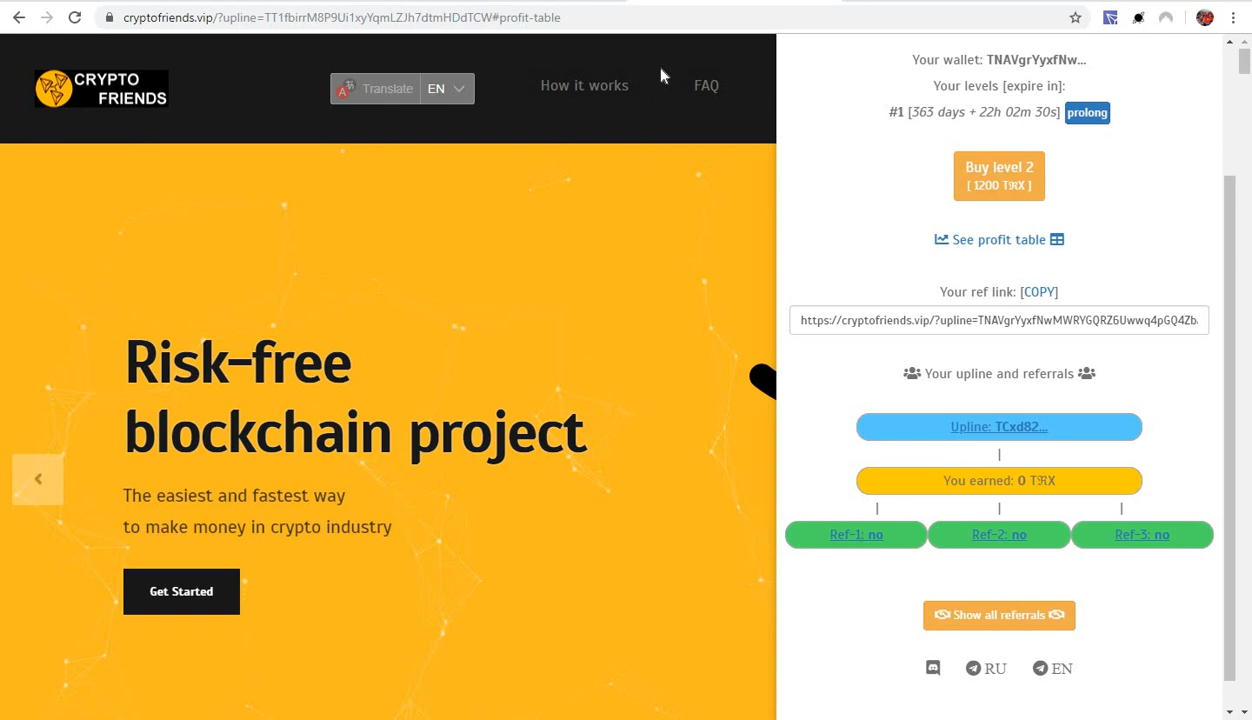 cryptofriends.vip/?upline=TT1fbirrM8P9Ui1xyYqmLZJh7dtmHDdTCW#profit-table
CRYPTO
FRIENDS
Translate
EN
How it works
FAQ
Risk-free
blockchain project
The easiest and fastest way
to make money in crypto industry
Get Started
Your wallet: TNAVgrYyxfNw...
Your levels [expire in]:
#1 [363 days + 22h 02m 30s] prolong
Buy level 2
[ 1200 TRX ]
See profit table
Your ref link: [COPY]
https://cryptofriends.vip/?upline=TNAVgrYyxfNwMWRYGQRZ6Uwwq4pGQ4Zb
Your upline and referrals
Upline: TCxd82...
You earned: 0 TRX
Ref-1: no
Ref-2: no
Ref-3: no
Show all referrals
RU
EN